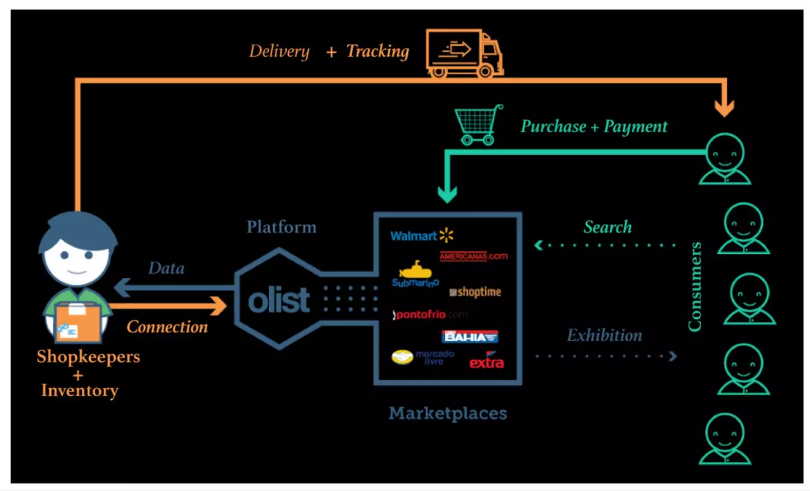 Delivery + Tracking
Purchase + Payment
Platform
Walmart
AMERICANAS.com
Submarino
shoptime
pontofrio.com
BAHIA
mercado
livre
extra
Search
Consumers
Data
olist
Connection
Exhibition
Shopkeepers
+
Inventory
Marketplaces